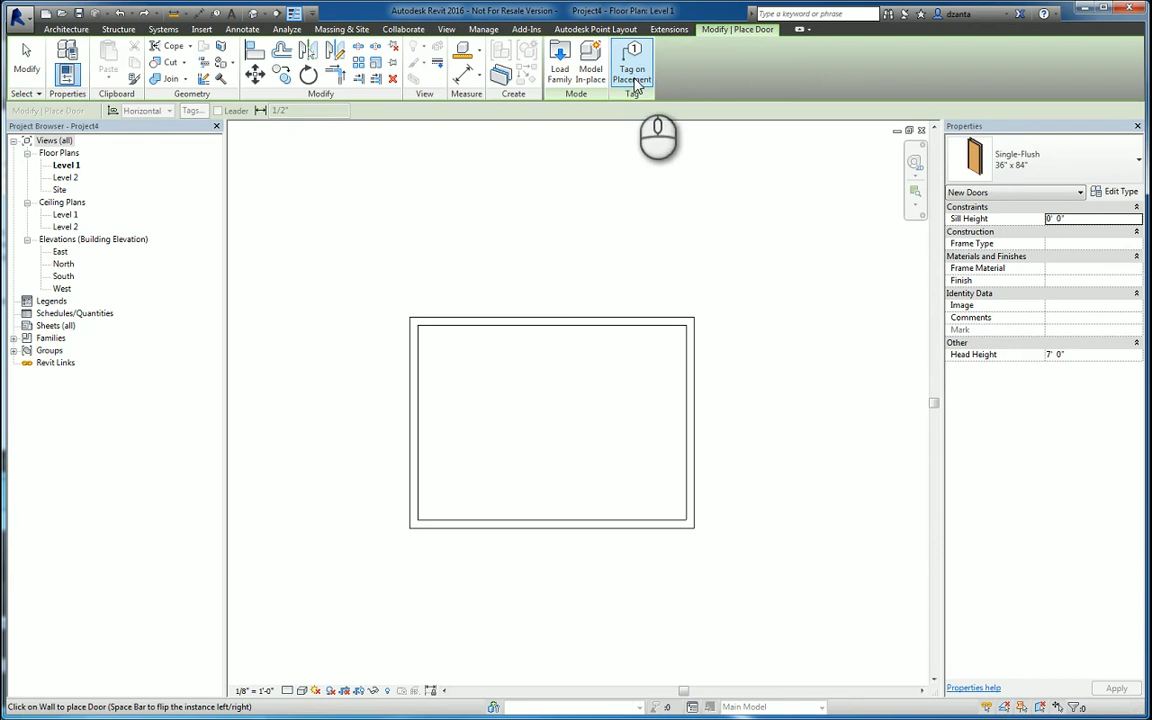 Autodesk Revit 2016 - Not For Resale Version - Project4 - Floor Plan: Level 1
Type a keyword or phrase
dzanta
Architecture Structure Systems Insert Annotate Analyze Massing & Site Collaborate View Manage Add-Ins Autodesk Point Layout Extensions Modify | Place Door
Modify
Paste
Cope
Cut
Join
Load Family
Model In-place
1
Tag on Placement
Select Properties Clipboard Geometry Modify View Measure Create Mode Tag
Modify | Place Door
Horizontal
Tags...
Leader
1/2"
Project Browser - Project4
Views (all)
Floor Plans
Level 1
Level 2
Site
Ceiling Plans
Level 1
Level 2
Elevations (Building Elevation)
East
North
South
West
Legends
Schedules/Quantities
Sheets (all)
Families
Groups
Revit Links
Properties
Single-Flush
36" x 84"
New Doors
Edit Type
Constraints
Sill Height 0' 0"
Construction
Frame Type
Materials and Finishes
Frame Material
Finish
Identity Data
Image
Comments
Mark
Other
Head Height 7' 0"
Properties help
Apply
1/8" = 1'-0"
Click on Wall to place Door (Space Bar to flip the instance left/right)
:0
Main Model
:0